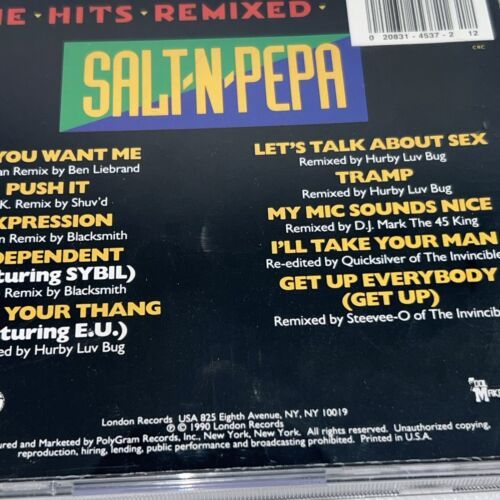 HE · HITS · REMIXED ·
0 20831 - 4537 - 2 12
CRC
SALT-N-PEPA
YOU WANT ME
an Remix by Ben Liebrand
PUSH IT
K. Remix by Shuv'd
XPRESSION
n Remix by Blacksmith
DEPENDENT
turing SYBIL)
Remix by Blacksmith
YOUR THANG
turing E.U.)
ed by Hurby Luv Bug
LET'S TALK ABOUT SEX
Remixed by Hurby Luv Bug
TRAMP
Remixed by Hurby Luv Bug
MY MIC SOUNDS NICE
Remixed by D.J. Mark The 45 King
I'LL TAKE YOUR MAN
Re-edited by Quicksilver of The Invincible
GET UP EVERYBODY
(GET UP)
Remixed by Steevee-O of The Invincib
London Records USA 825 Eighth Avenue, NY, NY 10019
℗ © 1990 London Records
ured and Marketed by PolyGram Records, Inc., New York, New York. All rights reserved. Unauthorized copying,
reproduction, hiring, lending, public performance and broadcasting prohibited. Printed in U.S.A.